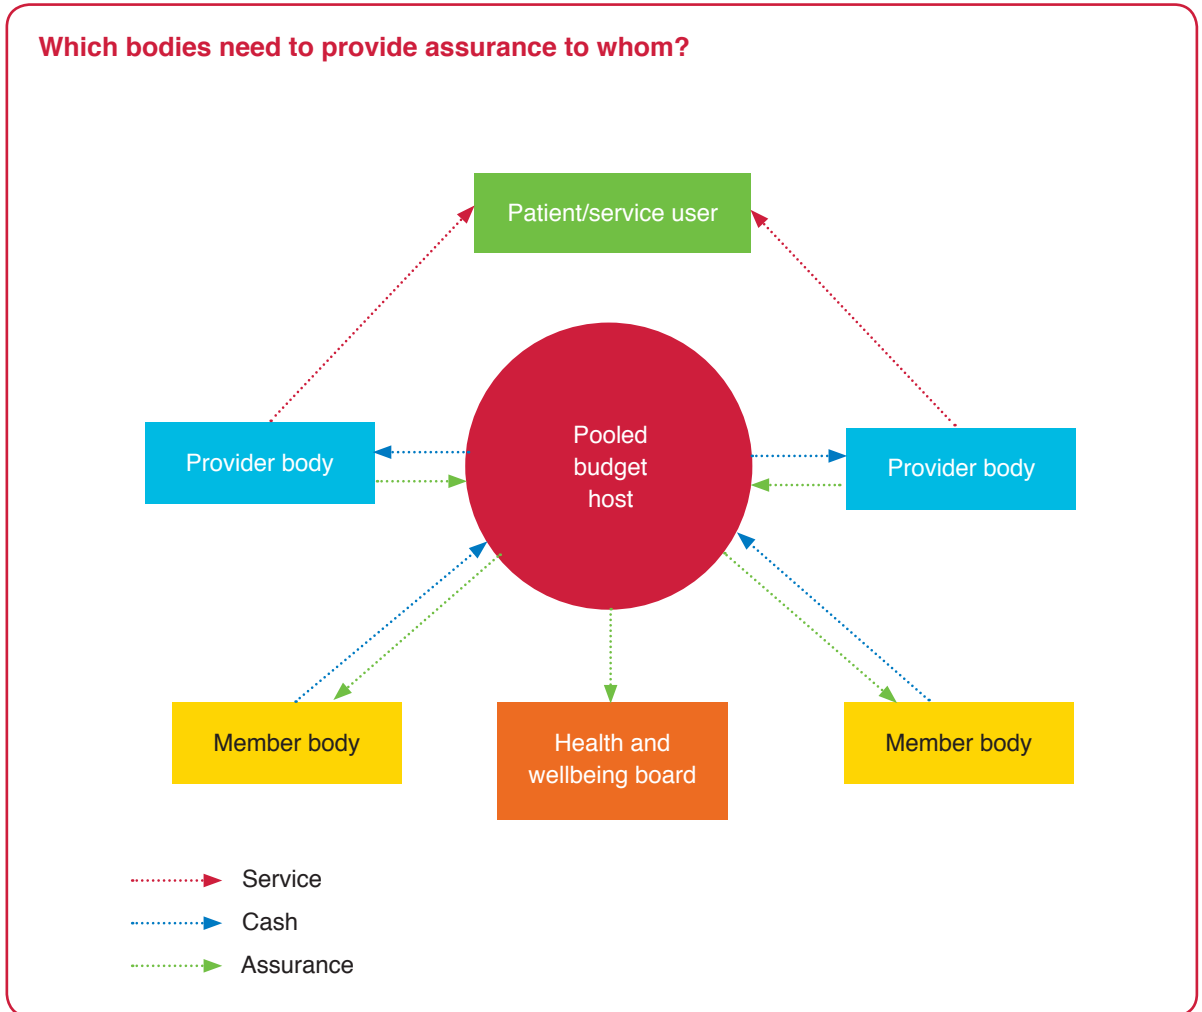 Which bodies need to provide assurance to whom?
Patient/service user
Pooled
budget
host
Provider body
Provider body
Member body
Health and
wellbeing board
Member body
Service
Cash
Assurance